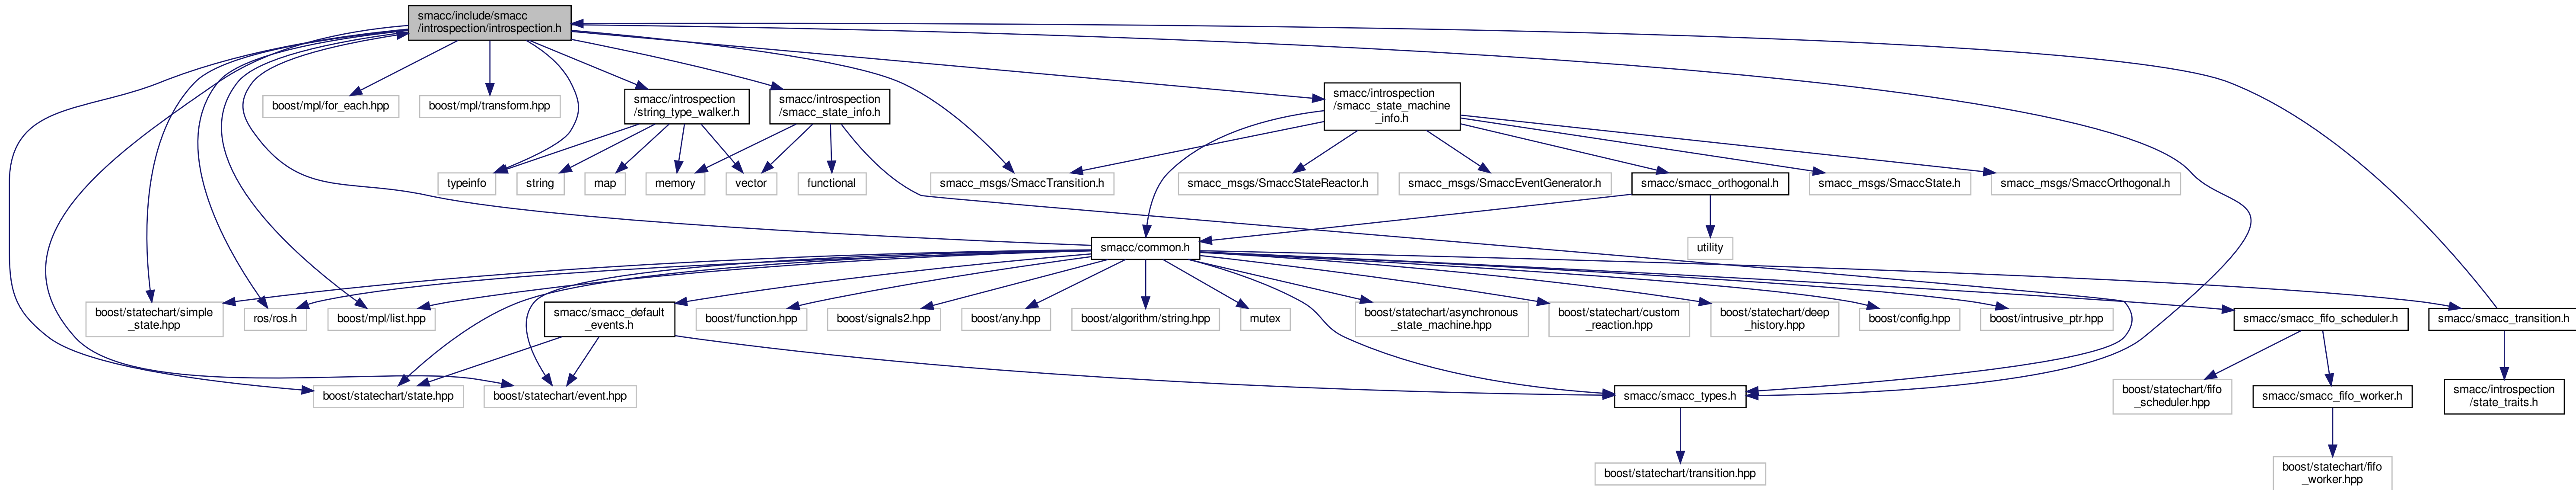 smacc/include/smacc
/introspection/introspection.h
boost/mpl/for_each.hpp
boost/mpl/transform.hpp
smacc/introspection
/string_type_walker.h
smacc/introspection
/smacc_state_info.h
smacc/introspection
/smacc_state_machine
_info.h
typeinfo
string
map
memory
vector
functional
smacc_msgs/SmaccTransition.h
smacc_msgs/SmaccStateReactor.h
smacc_msgs/SmaccEventGenerator.h
smacc/smacc_orthogonal.h
smacc_msgs/SmaccState.h
smacc_msgs/SmaccOrthogonal.h
smacc/common.h
utility
boost/statechart/simple
_state.hpp
ros/ros.h
boost/mpl/list.hpp
smacc/smacc_default
_events.h
boost/function.hpp
boost/signals2.hpp
boost/any.hpp
boost/algorithm/string.hpp
mutex
boost/statechart/asynchronous
_state_machine.hpp
boost/statechart/custom
_reaction.hpp
boost/statechart/deep
_history.hpp
boost/config.hpp
boost/intrusive_ptr.hpp
smacc/smacc_fifo_scheduler.h
smacc/smacc_transition.h
boost/statechart/state.hpp
boost/statechart/event.hpp
smacc/smacc_types.h
boost/statechart/fifo
_scheduler.hpp
smacc/smacc_fifo_worker.h
smacc/introspection
/state_traits.h
boost/statechart/transition.hpp
boost/statechart/fifo
_worker.hpp